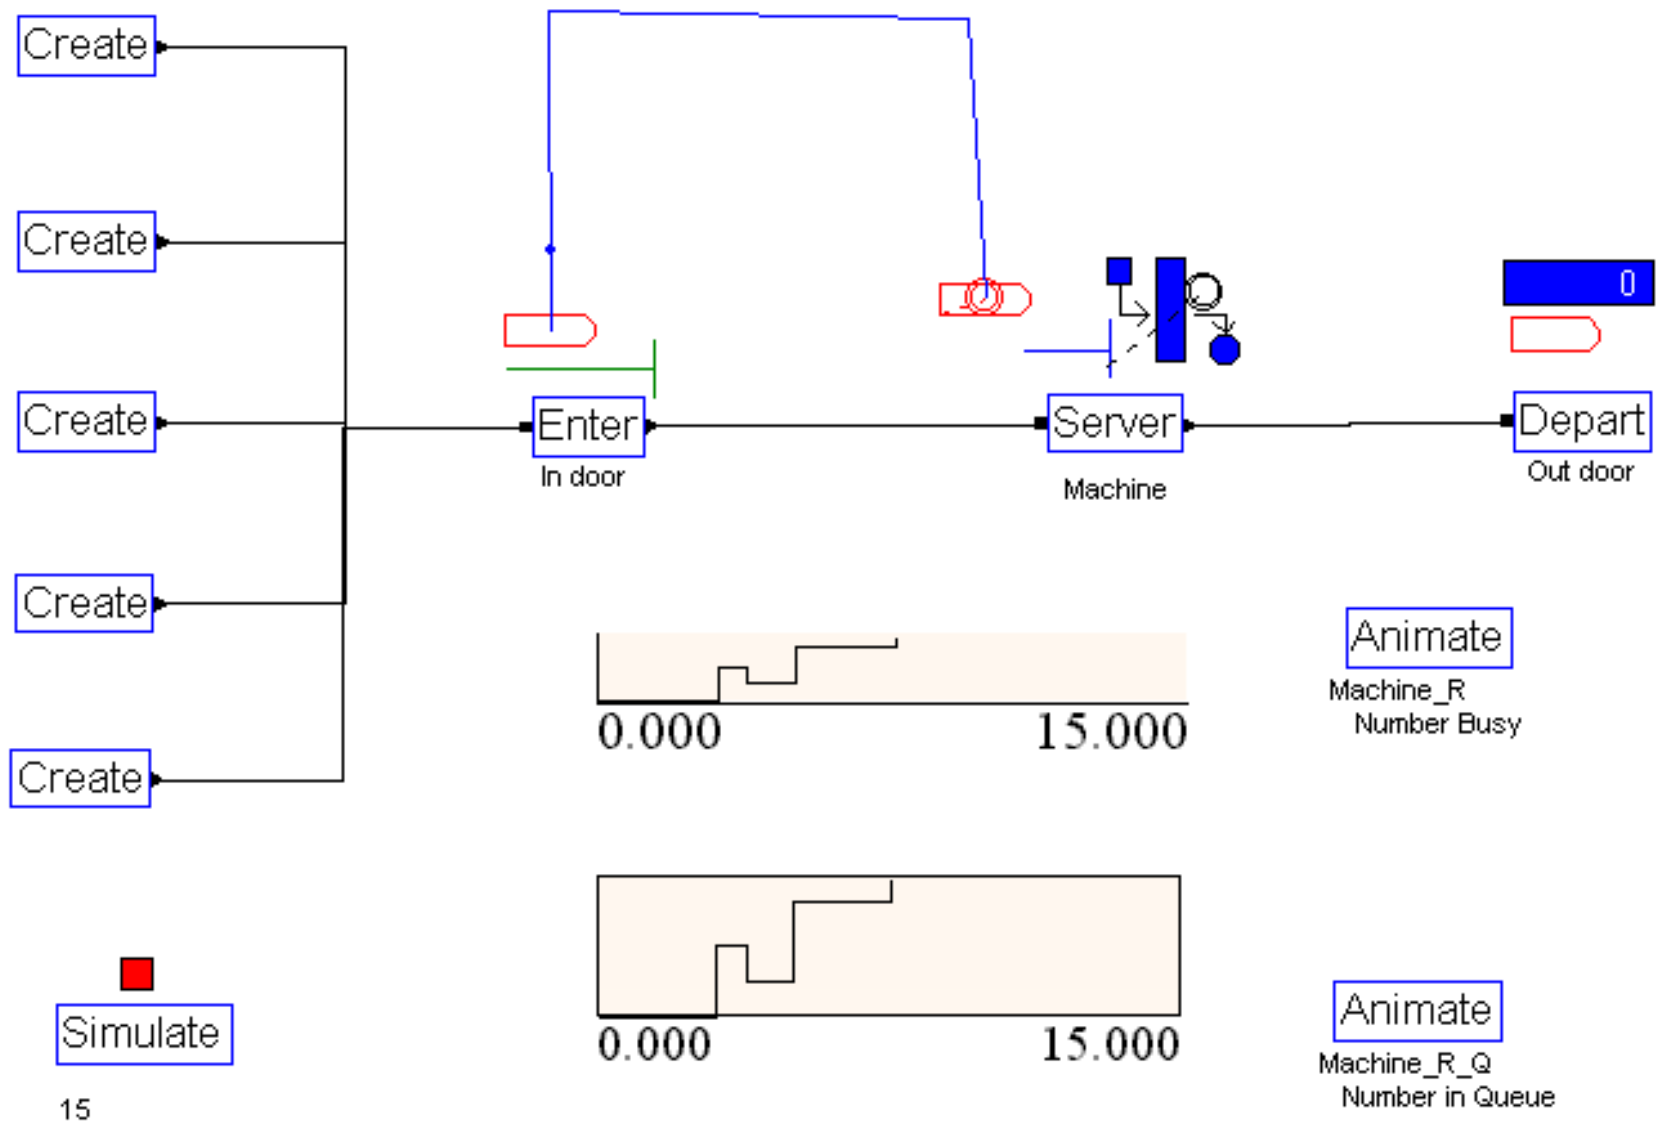 Create
Create
0
Create
Enter
Server
Depart
In door
Machine
Out door
Create
Animate
Machine_R
Number Busy
0.000
15.000
Create
Simulate
0.000
15.000
Animate
Machine_R_Q
Number in Queue
15